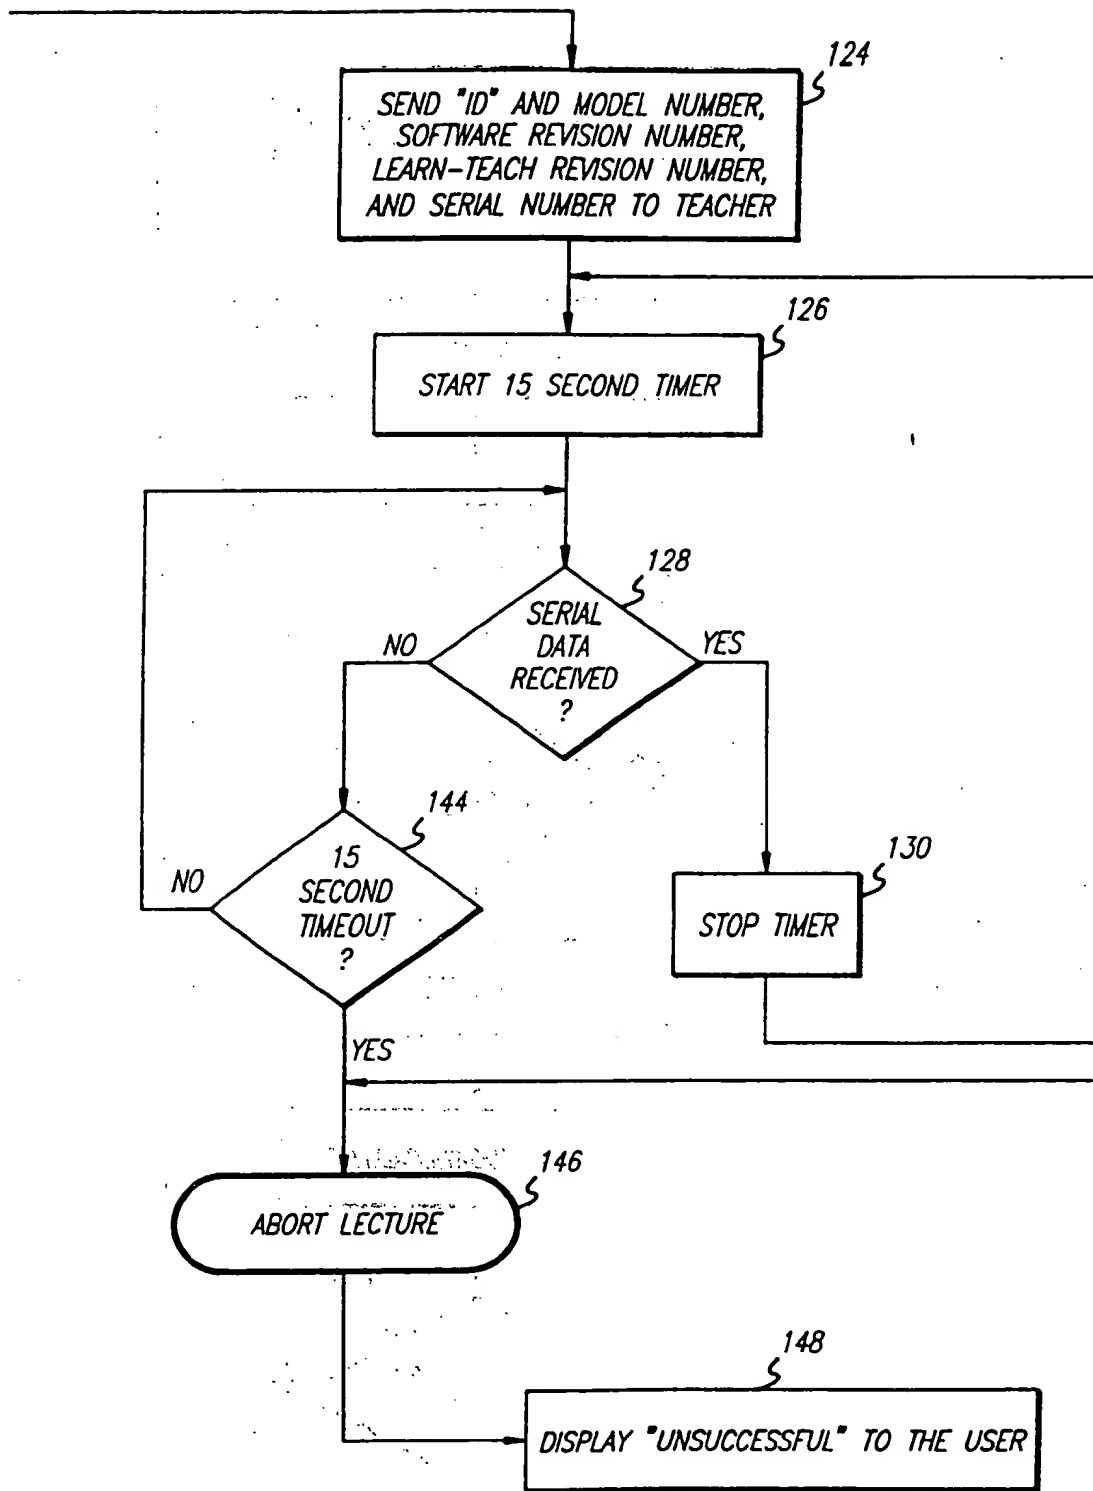 124
SEND "ID" AND MODEL NUMBER,
SOFTWARE REVISION NUMBER,
LEARN-TEACH REVISION NUMBER,
AND SERIAL NUMBER TO TEACHER
126
START 15 SECOND TIMER
128
SERIAL
DATA
RECEIVED
?
NO
YES
144
15
SECOND
TIMEOUT
?
NO
YES
130
STOP TIMER
146
ABORT LECTURE
148
DISPLAY "UNSUCCESSFUL" TO THE USER